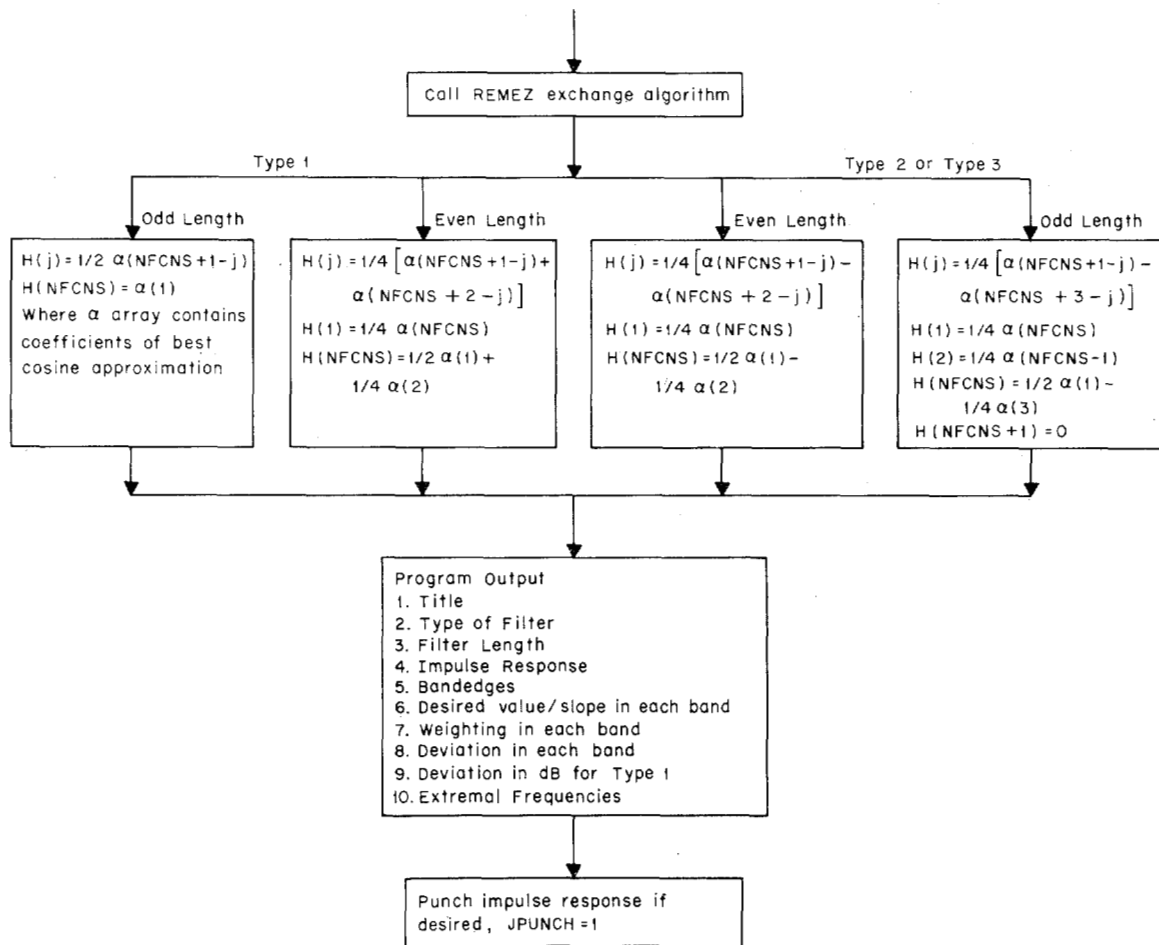 Call REMEZ exchange algorithm
Type 1
Type 2 or Type 3
Odd Length
H(j)=1/2 α(NFCNS+1-j)
H(NFCNS)=α(1)
Where α array contains
coefficients of best
cosine approximation
Even Length
H(j)=1/4 [α(NFCNS+1-j)+
α(NFCNS + 2-j)]
H(1)=1/4 α(NFCNS)
H(NFCNS)=1/2 α(1)+
1/4 α(2)
Even Length
H(j)=1/4 [α(NFCNS+1-j)-
α(NFCNS + 2-j)]
H(1)=1/4 α(NFCNS)
H(NFCNS)=1/2 α(1)-
1/4 α(2)
Odd Length
H(j)=1/4 [α(NFCNS+1-j)-
α(NFCNS + 3-j)]
H(1)=1/4 α(NFCNS)
H(2)=1/4 α(NFCNS-1)
H(NFCNS)=1/2 α(1)-
1/4 α(3)
H(NFCNS+1)=0
Program Output
1. Title
2. Type of Filter
3. Filter Length
4. Impulse Response
5. Bandedges
6. Desired value/slope in each band
7. Weighting in each band
8. Deviation in each band
9. Deviation in dB for Type 1
10. Extremal Frequencies
Punch impulse response if
desired, JPUNCH=1